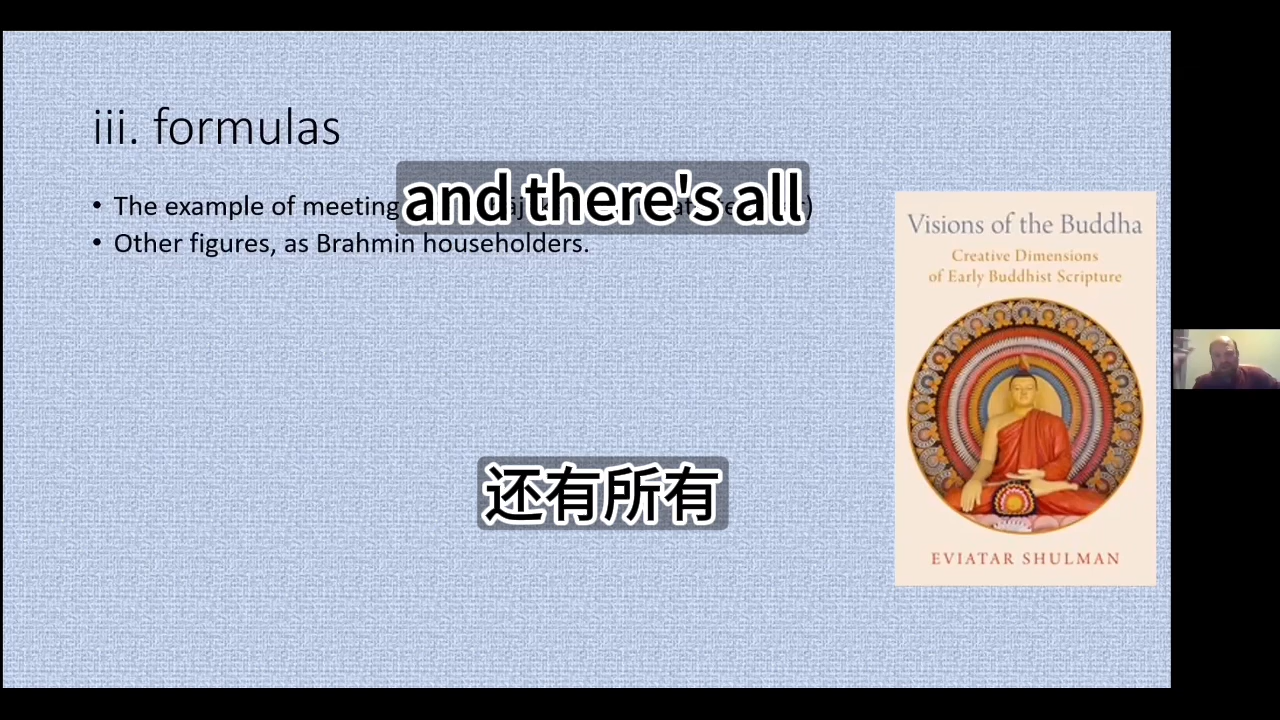 iii. formulas
• The example of meeting
and there's all
• Other figures, as Brahmin householders.
还有所有
Visions of the Buddha
Creative Dimensions
of Early Buddhist Scripture
EVIATAR SHULMAN